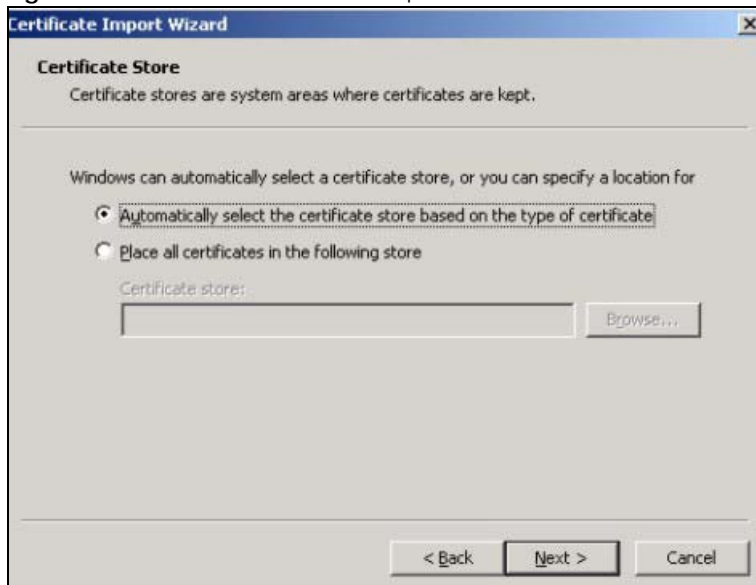 Certificate Import Wizard
Certificate Store
Certificate stores are system areas where certificates are kept.
Windows can automatically select a certificate store, or you can specify a location for
Automatically select the certificate store based on the type of certificate
Place all certificates in the following store
Certificate store:
Browse...
< Back Next > Cancel